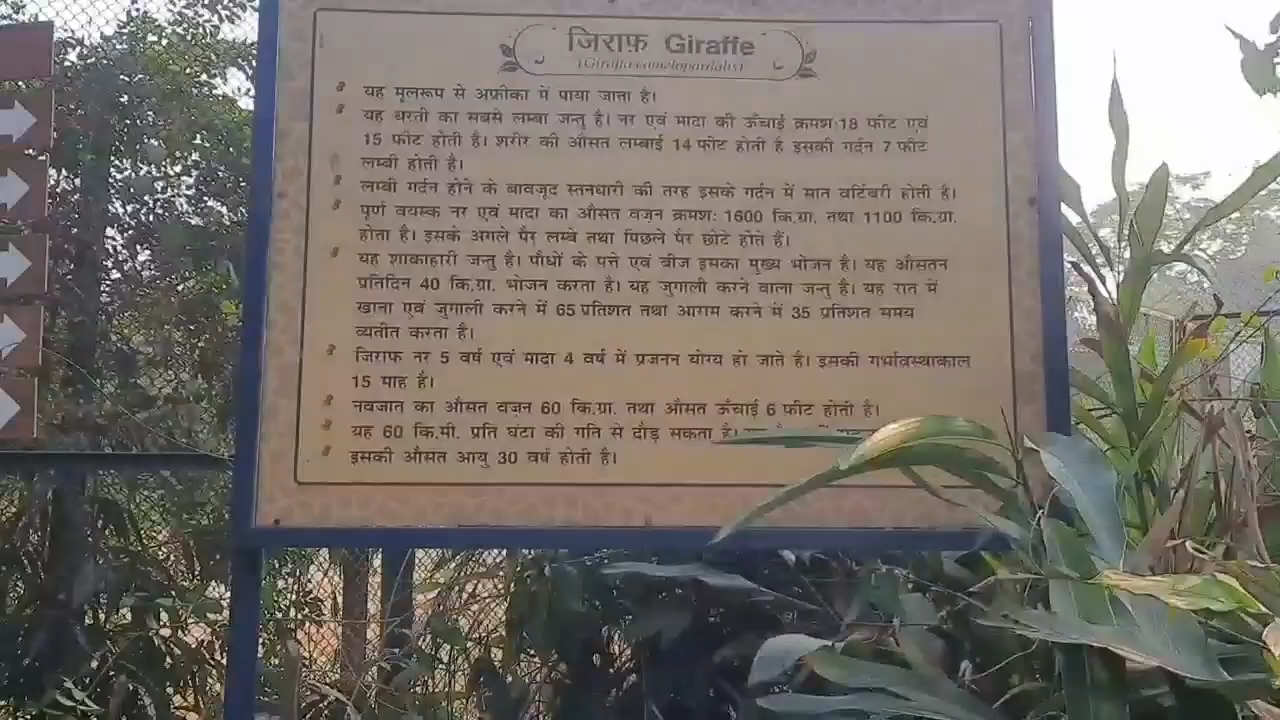 जिराफ़ Giraffe
(Giraffa camelopardalis)
यह मूलरूप से अफ्रीका में पाया जाता है।
यह धरती का सबसे लम्बा जन्तु है। नर एवं मादा की ऊँचाई क्रमश: 18 फीट एवं
15 फीट होती है। शरीर की औसत लम्बाई 14 फीट होती है इसकी गर्दन 7 फीट
लम्बी होती है।
लम्बी गर्दन होने के बावजूद स्तनधारी की तरह इसके गर्दन में सात वर्टिबरी होती है।
पूर्ण वयस्क नर एवं मादा का औसत वज़न क्रमश: 1600 कि.ग्रा. तथा 1100 कि.ग्रा.
होता है। इसके अगले पैर लम्बे तथा पिछले पैर छोटे होते हैं।
यह शाकाहारी जन्तु है। पौधों के पत्ते एवं बीज इसका मुख्य भोजन है। यह औसतन
प्रतिदिन 40 कि.ग्रा. भोजन करता है। यह जुगाली करने वाला जन्तु है। यह रात में
खाना एवं जुगाली करने में 65 प्रतिशत तथा आराम करने में 35 प्रतिशत समय
व्यतीत करता है।
जिराफ नर 5 वर्ष एवं मादा 4 वर्ष में प्रजनन योग्य हो जाते है। इसकी गर्भावस्थाकाल
15 माह है।
नवजात का औसत वज़न 60 कि.ग्रा. तथा औसत ऊँचाई 6 फ़ीट होती है।
यह 60 कि.मी. प्रति घंटा की गति से दौड़ सकता है।
इसकी औसत आयु 30 वर्ष होती है।